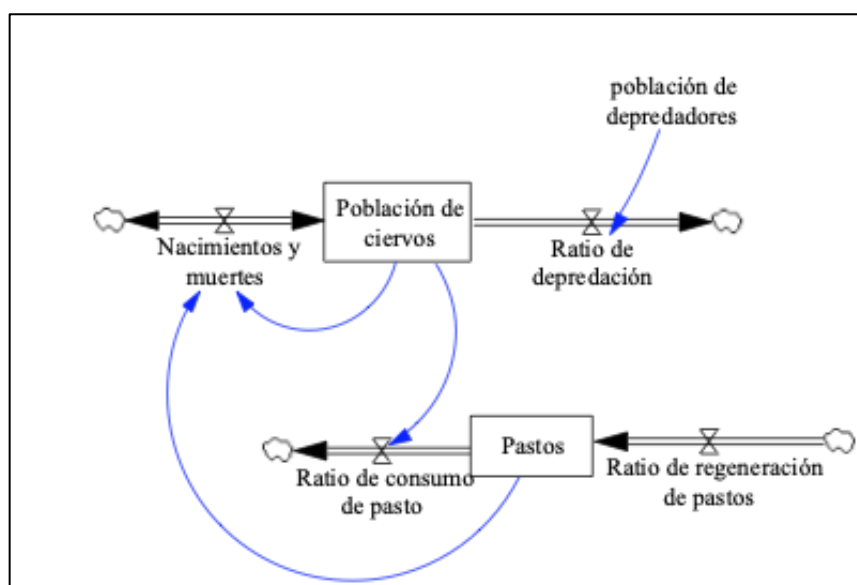 población de
depredadores
Población de
ciervos
Nacimientos y
muertes
Ratio de
depredación
Pastos
Ratio de consumo
de pasto
Ratio de regeneración
de pastos